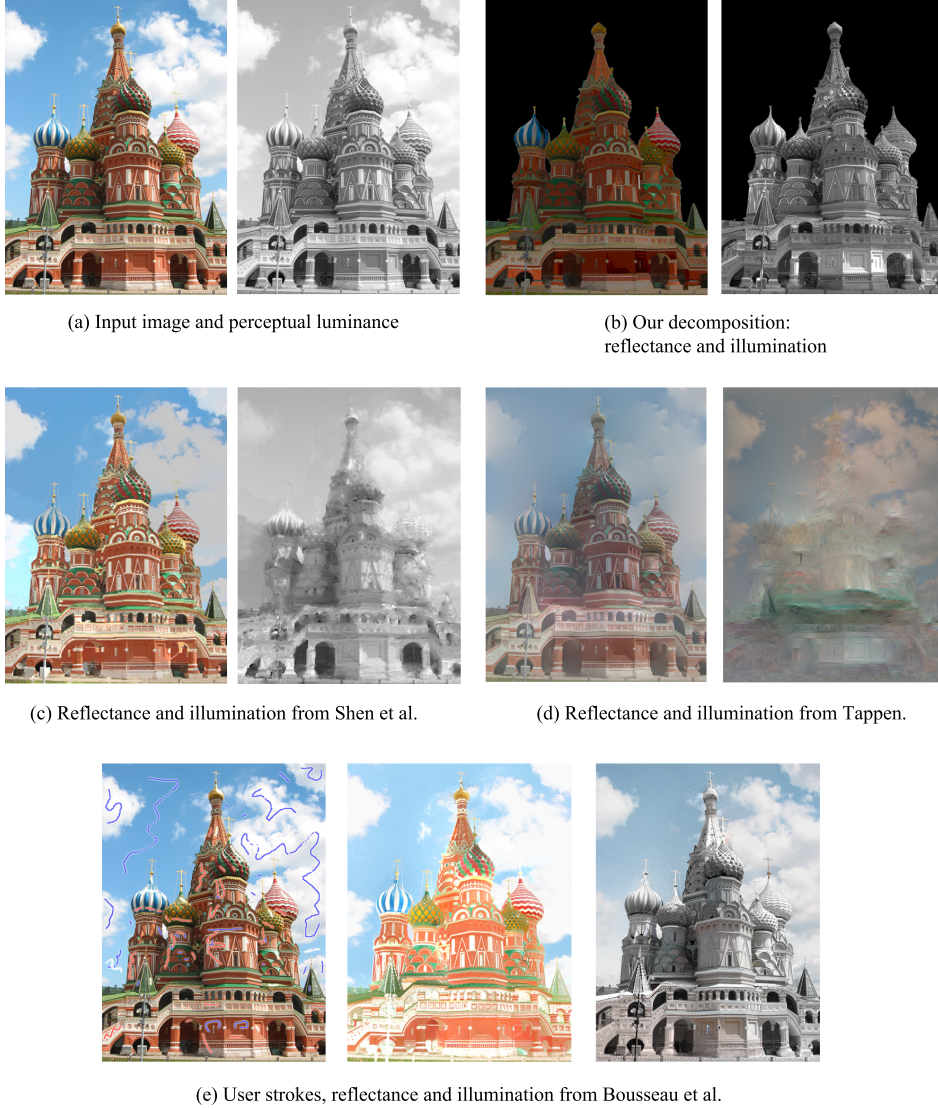 (a) Input image and perceptual luminance
(b) Our decomposition:
reflectance and illumination
(c) Reflectance and illumination from Shen et al.
(d) Reflectance and illumination from Tappen.
(e) User strokes, reflectance and illumination from Bousseau et al.